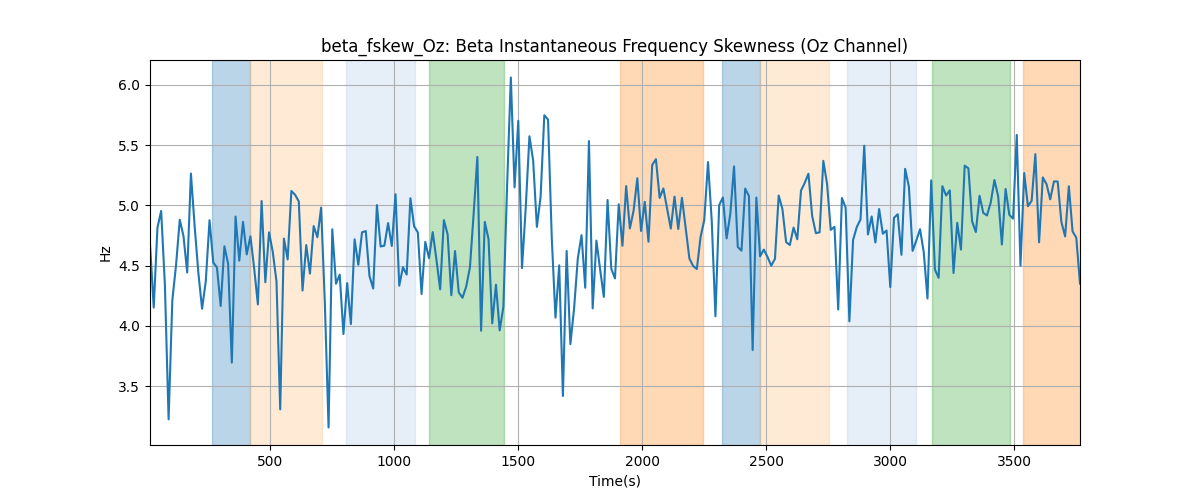 beta_fskew_Oz: Beta Instantaneous Frequency Skewness (Oz Channel)
6.0
5.5
5.0
4.5
4.0
3.5
Hz
500 1000 1500 2000 2500 3000 3500
Time(s)